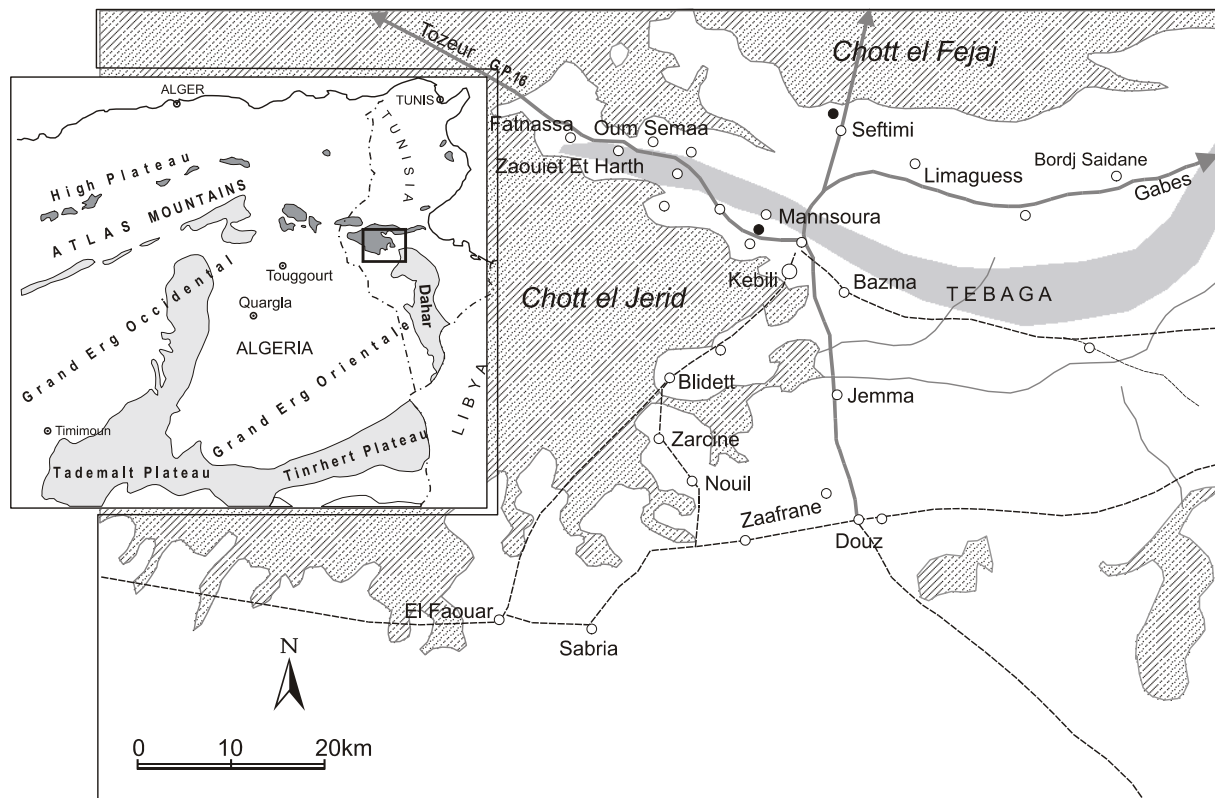 Tozeur
G.P.16
Chott el Fejaj
ALGER
TUNIS
TUNISIA
High Plateau
ATLAS MOUNTAINS
Touggourt
Quargla
ALGERIA
Grand Erg Occidental
Grand Erg Orientale
Dahar
LIBYA
Timimoun
Tademalt Plateau
Tinrhert Plateau
Fatnassa
Oum Semaa
Zaouiet Et Harth
Seftimi
Limaguess
Bordj Saidane
Gabes
Mannsoura
Kebili
Chott el Jerid
Bazma
TEBAGA
Blidett
Jemma
Zarcine
Nouil
Zaafrane
Douz
El Faouar
Sabria
N
0 10 20km